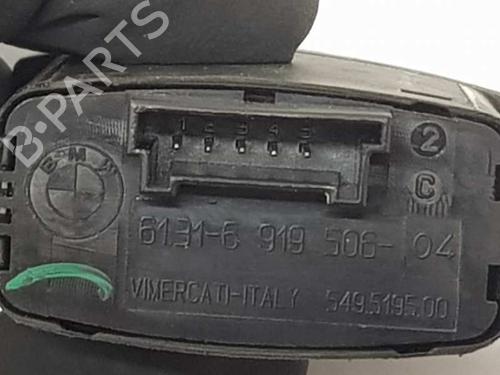 B-PARTS
1 2 3 4 5
2
BMW
C
61.31-6 919 506- 04
VIMERCATI-ITALY 549.5195.00